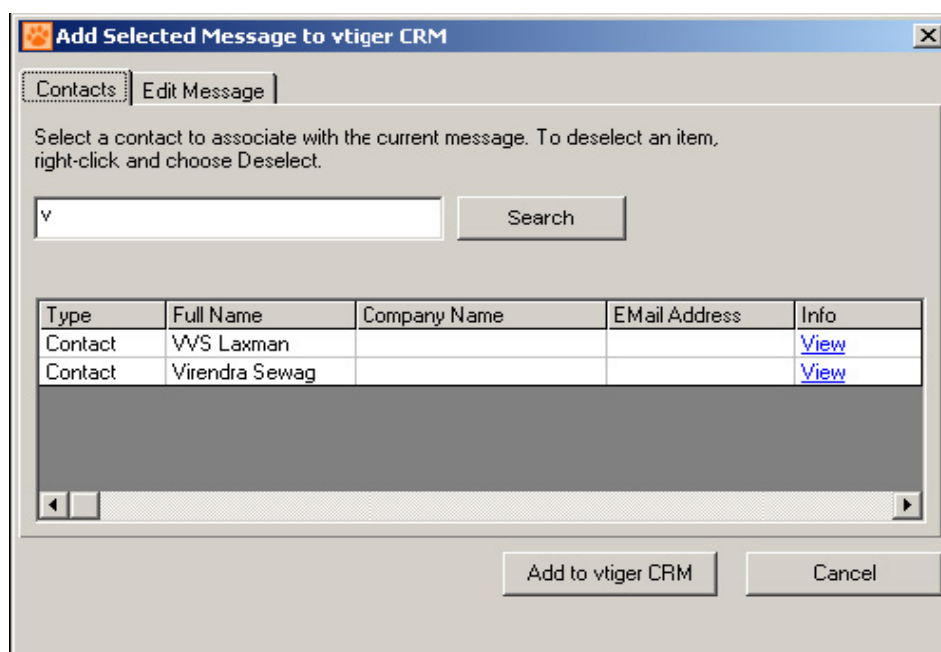 Add Selected Message to vtiger CRM
Contacts Edit Message
Select a contact to associate with the current message. To deselect an item,
right-click and choose Deselect.
v Search
Type Full Name Company Name EMail Address Info
Contact VVS Laxman View
Contact Virendra Sewag View
Add to vtiger CRM Cancel